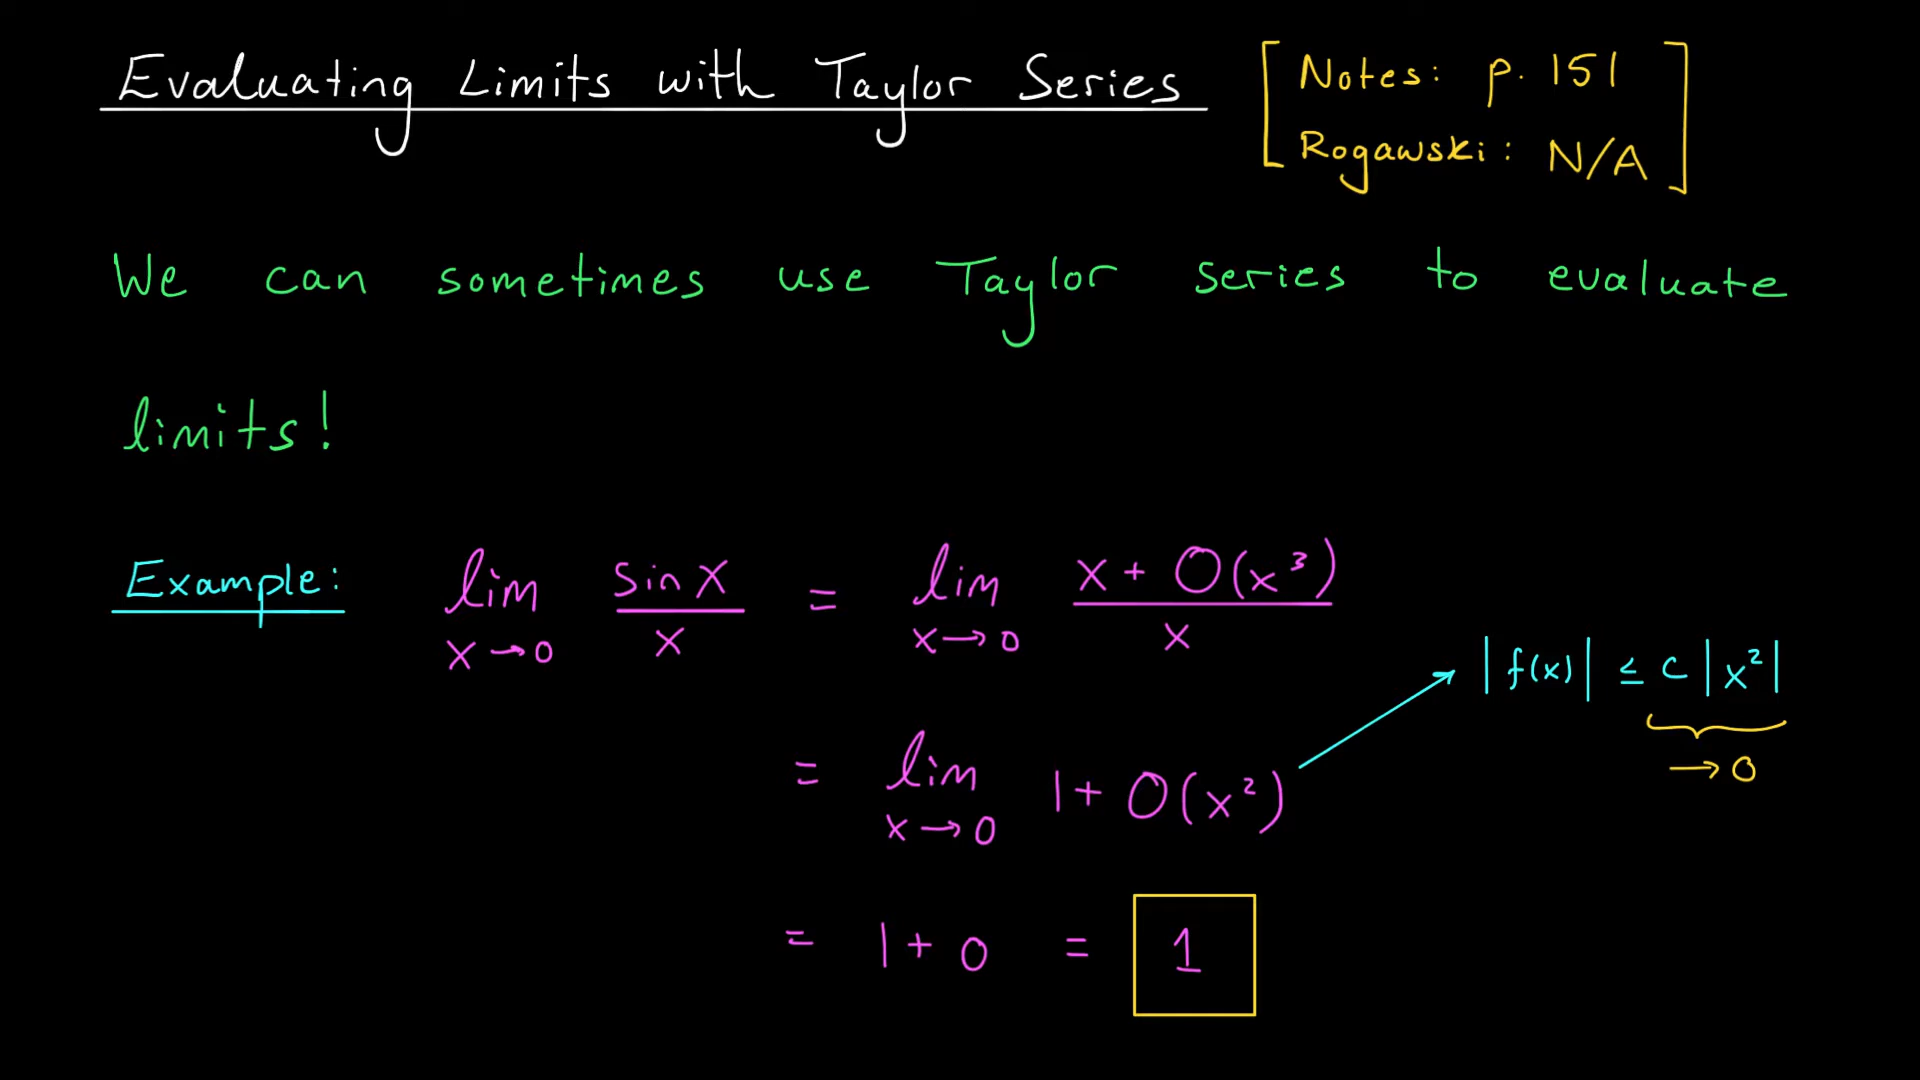 Evaluating Limits with Taylor Series
[Notes: p. 151
Rogawski: N/A]
We can sometimes use Taylor series to evaluate
limits!
Example: lim x→0 sin x / x = lim x→0 (x + O(x³)) / x
= lim x→0 1 + O(x²)
|f(x)| ≤ C|x²|
→ 0
= 1 + 0 = 1